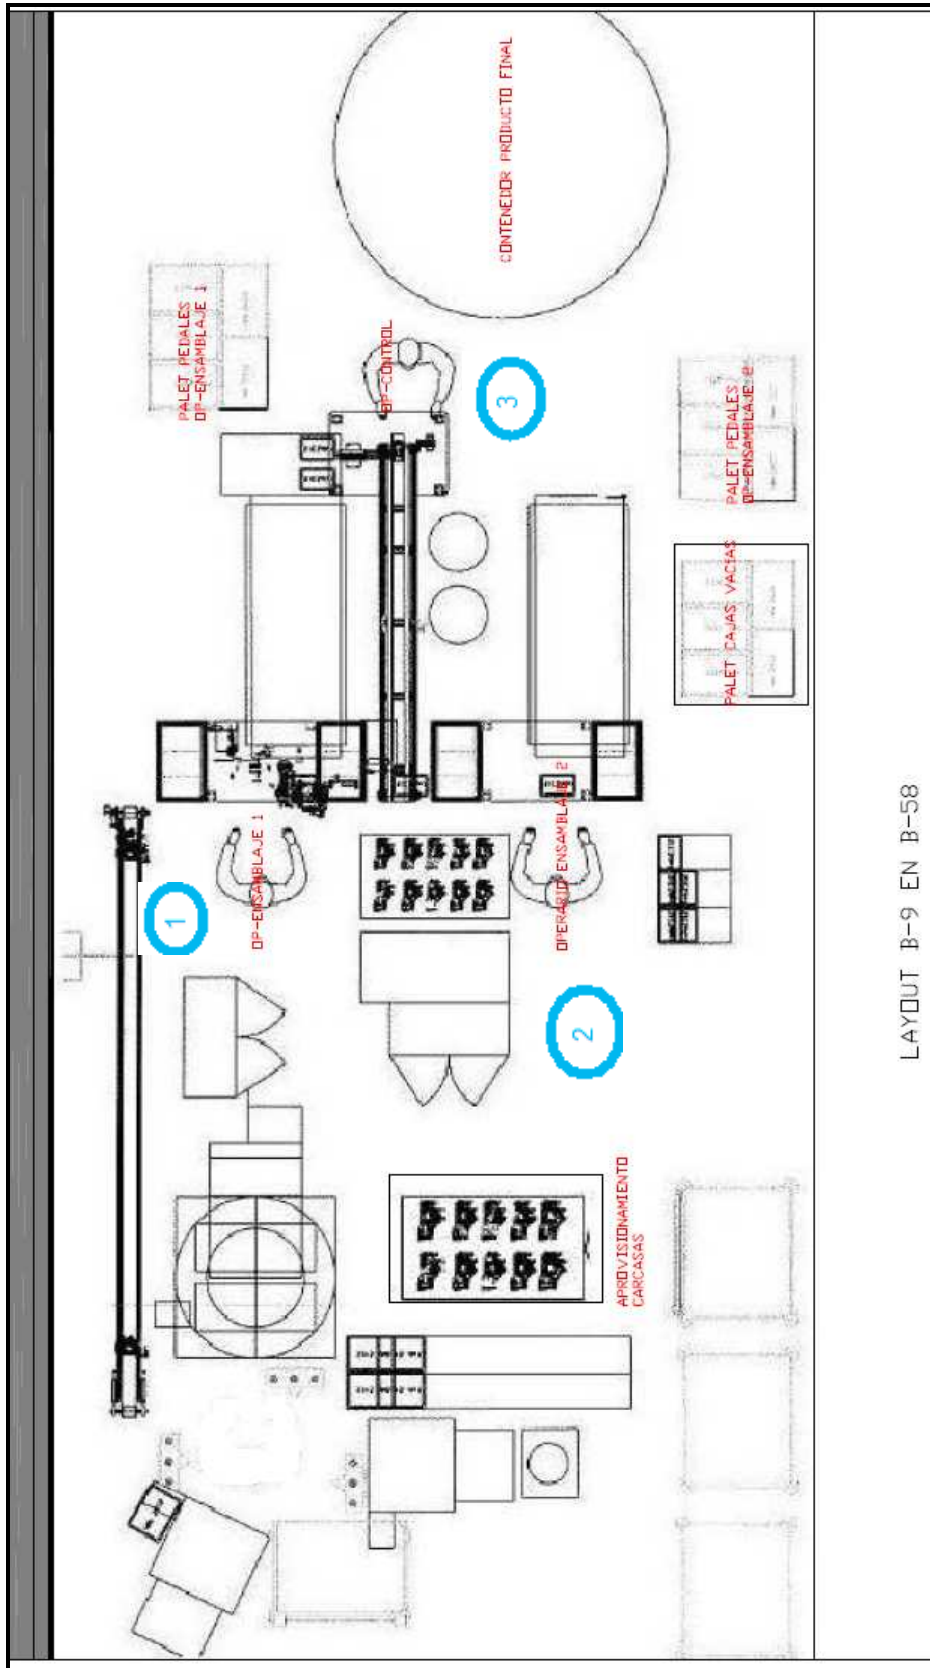 CONTENEDOR PRODUCTO FINAL
PALET PEDALES
OP-ENSAMBLAJE 1
OP-CONTROL
3
PALET PEDALES
OP-ENSAMBLAJE 2
PALET CAJAS VACIAS
OP-ENSAMBLAJE 1
OPERARIO ENSAMBLAJE 2
1
2
APROVISIONAMIENTO
CARCASAS
LAYOUT B-9 EN B-58